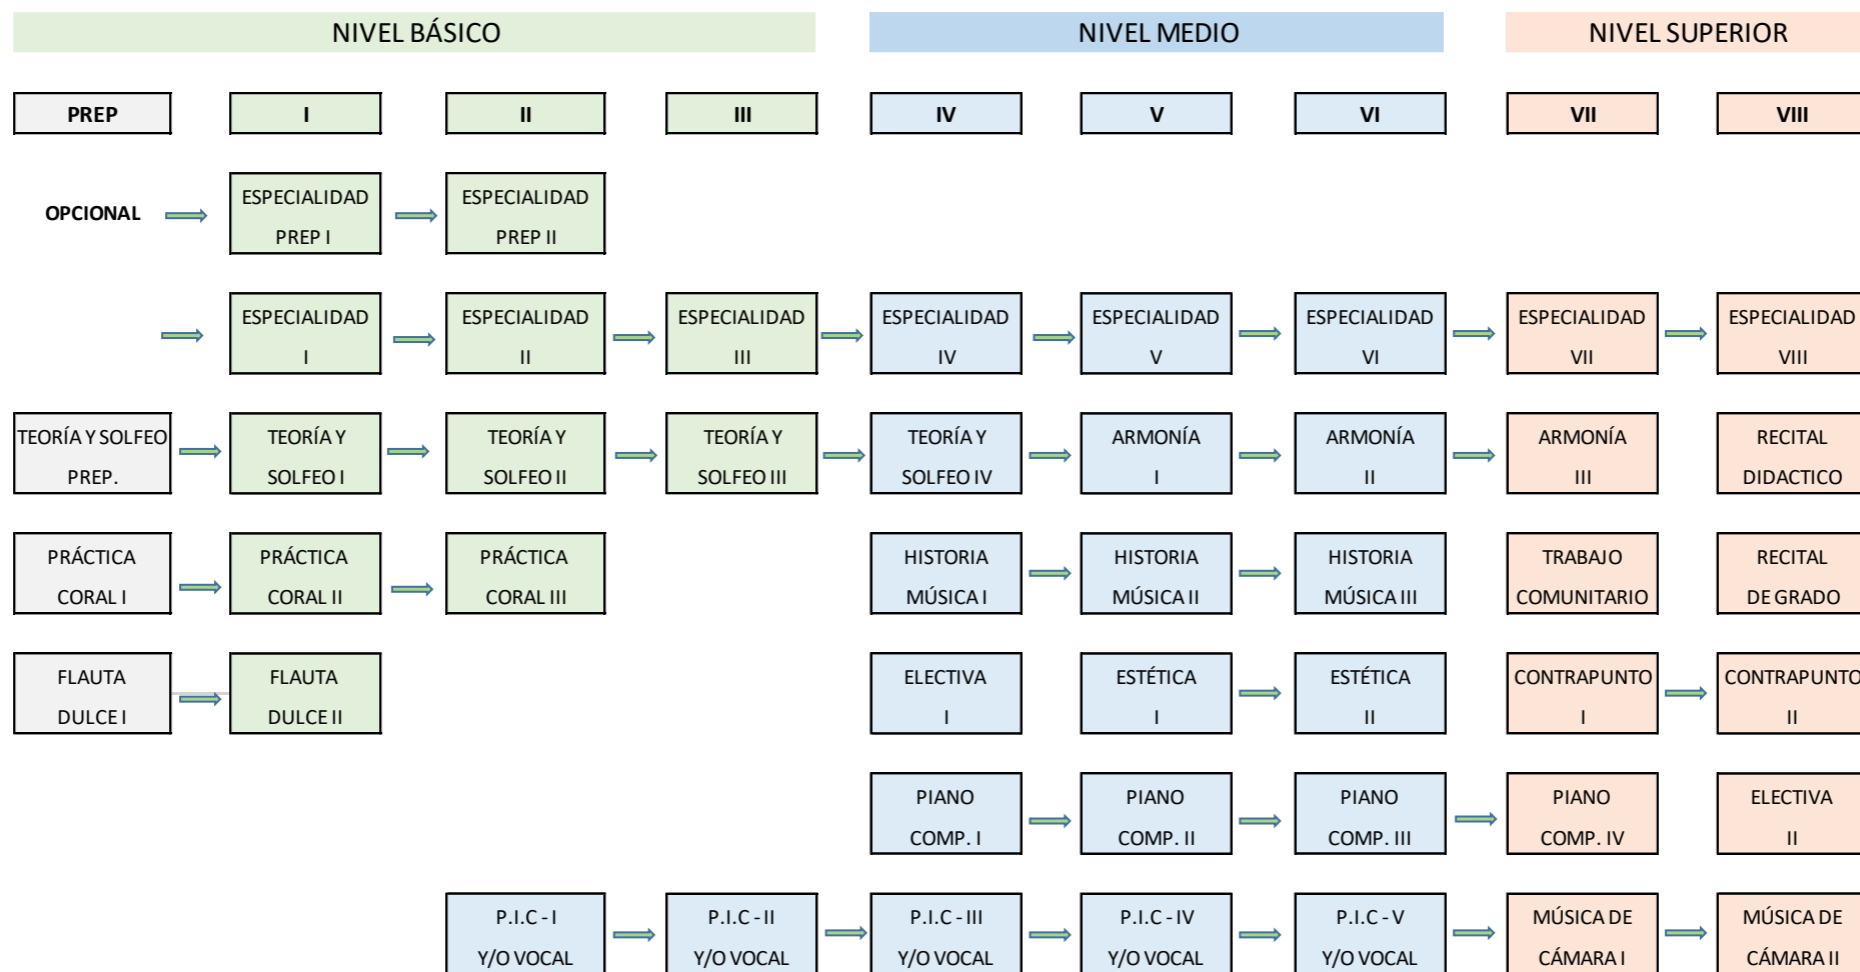 NIVEL BÁSICO NIVEL MEDIO NIVEL SUPERIOR
PREP I II III IV V VI VII VIII
OPCIONAL ESPECIALIDAD ESPECIALIDAD
PREP I PREP II
ESPECIALIDAD ESPECIALIDAD ESPECIALIDAD ESPECIALIDAD ESPECIALIDAD ESPECIALIDAD ESPECIALIDAD ESPECIALIDAD
I II III IV V VI VII VIII
TEORÍA Y SOLFEO TEORÍA Y TEORÍA Y TEORÍA Y TEORÍA Y ARMONÍA ARMONÍA ARMONÍA RECITAL
PREP. SOLFEO I SOLFEO II SOLFEO III SOLFEO IV I II III DIDACTICO
PRÁCTICA PRÁCTICA PRÁCTICA HISTORIA HISTORIA HISTORIA TRABAJO RECITAL
CORAL I CORAL II CORAL III MÚSICA I MÚSICA II MÚSICA III COMUNITARIO DE GRADO
FLAUTA FLAUTA ELECTIVA ESTÉTICA ESTÉTICA CONTRAPUNTO CONTRAPUNTO
DULCE I DULCE II I I II I II
PIANO PIANO PIANO PIANO ELECTIVA
COMP. I COMP. II COMP. III COMP. IV II
P.I.C - I P.I.C - II P.I.C - III P.I.C - IV P.I.C - V MÚSICA DE MÚSICA DE
Y/O VOCAL Y/O VOCAL Y/O VOCAL Y/O VOCAL Y/O VOCAL CÁMARA I CÁMARA II